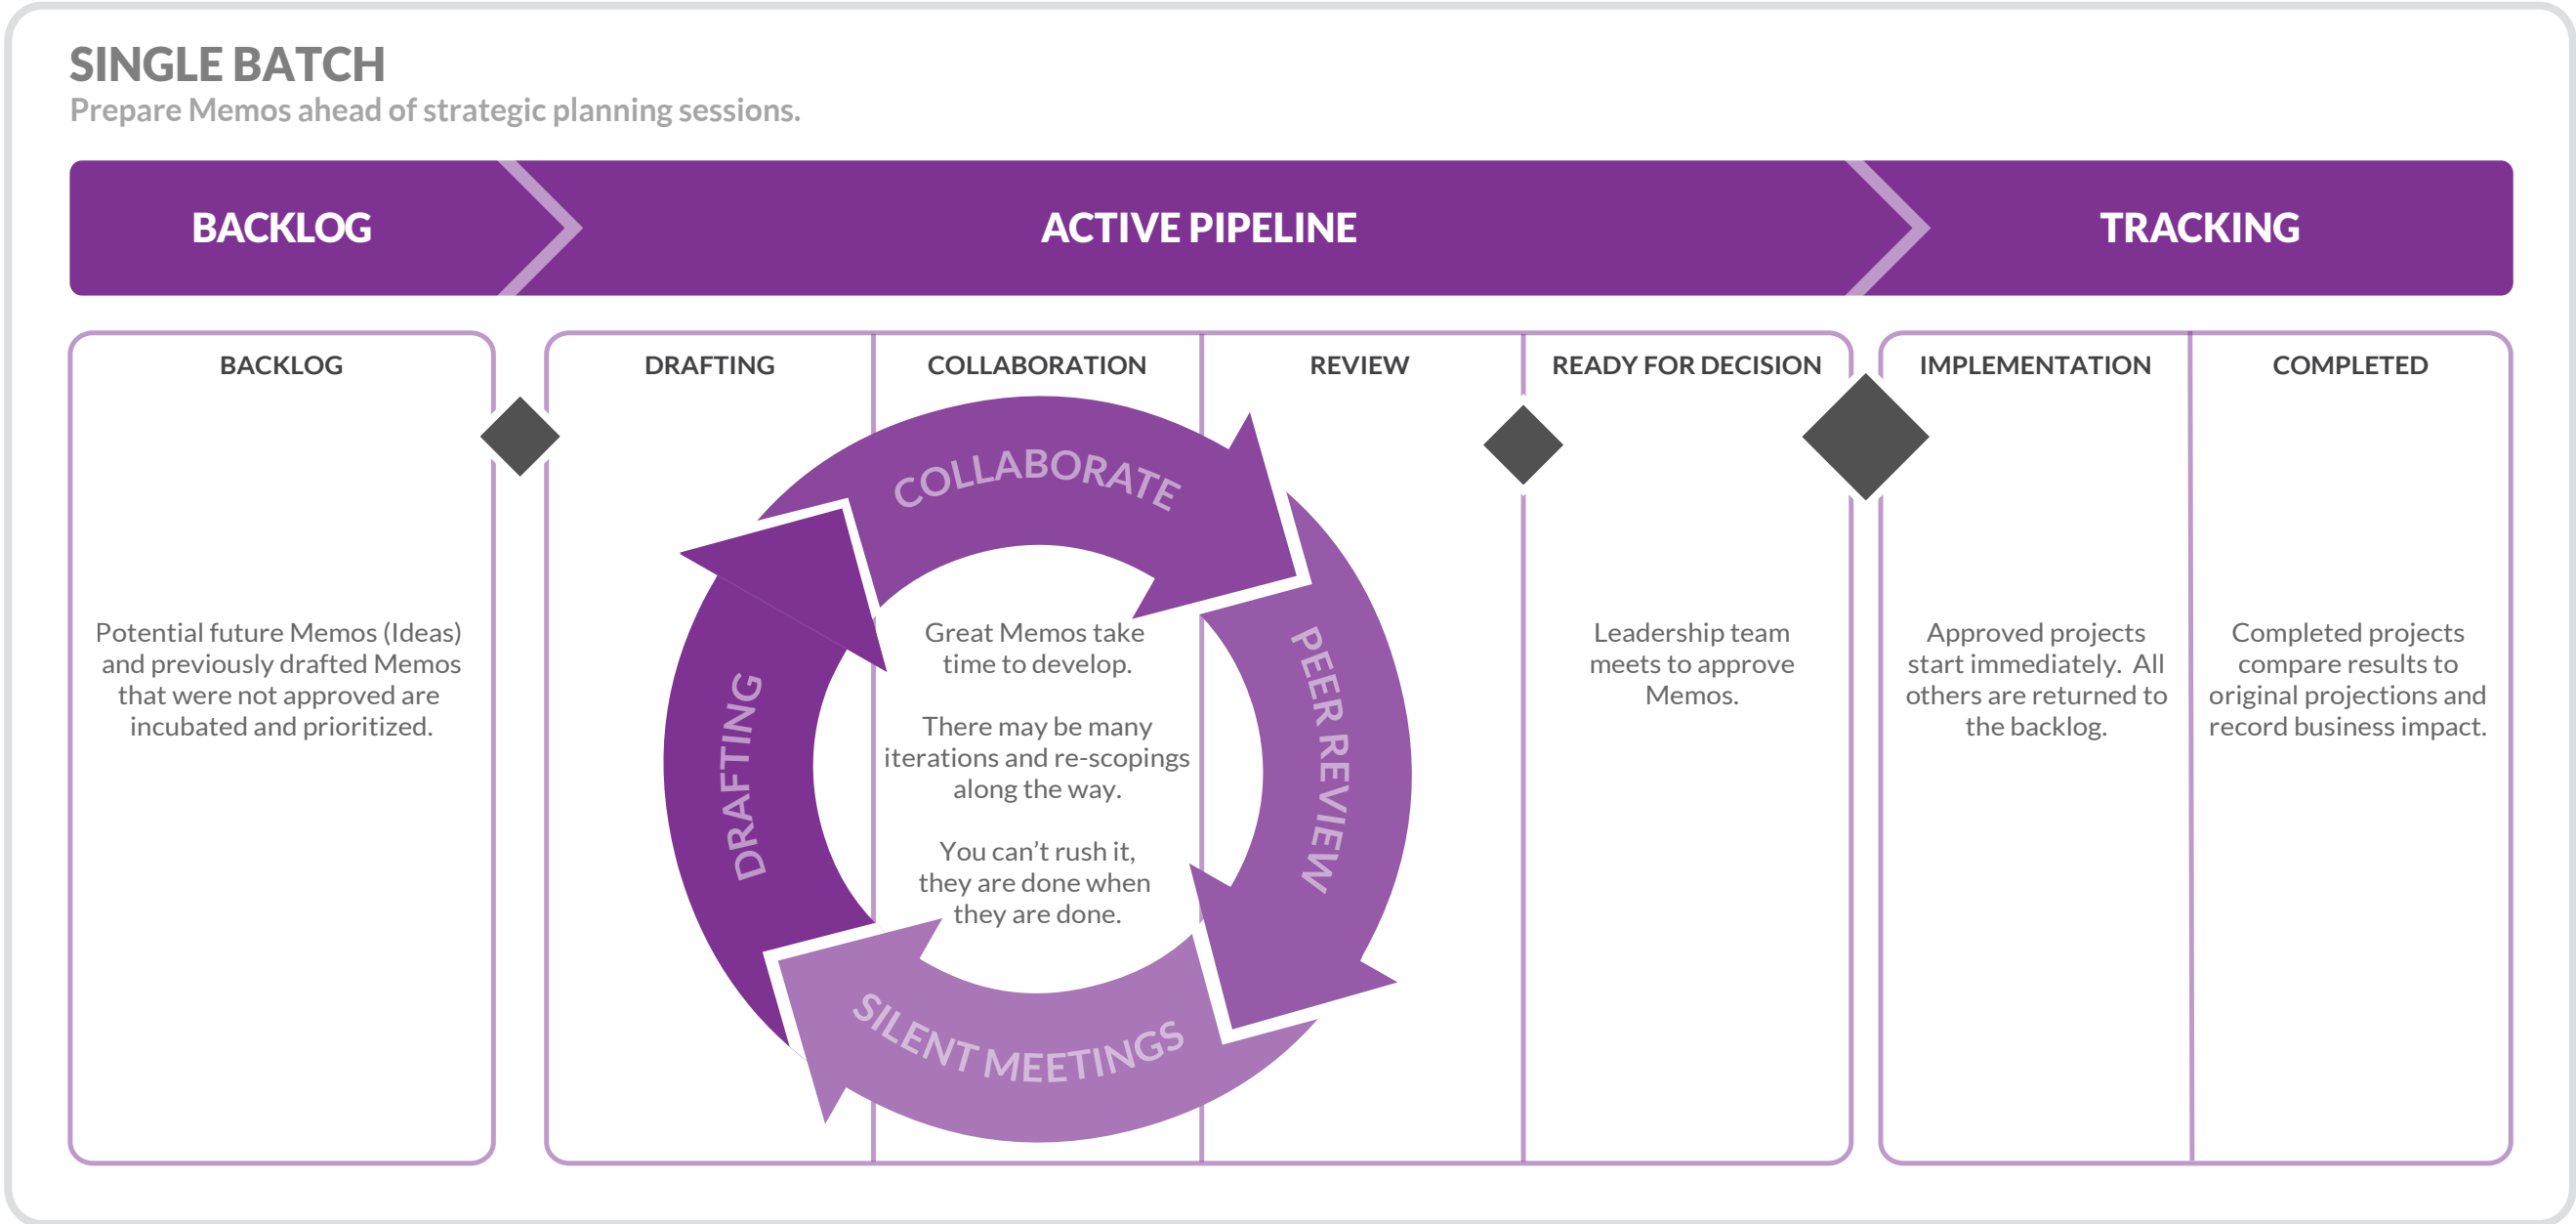 SINGLE BATCH
Prepare Memos ahead of strategic planning sessions.
BACKLOG
ACTIVE PIPELINE
TRACKING
BACKLOG
Potential future Memos (Ideas)
and previously drafted Memos
that were not approved are
incubated and prioritized.
DRAFTING
COLLABORATION
REVIEW
READY FOR DECISION
DRAFTING
COLLABORATE
PEER REVIEW
SILENT MEETINGS
Great Memos take
time to develop.
There may be many
iterations and re-scopings
along the way.
You can’t rush it,
they are done when
they are done.
Leadership team
meets to approve
Memos.
IMPLEMENTATION
Approved projects
start immediately.  All
others are returned to
the backlog.
COMPLETED
Completed projects
compare results to
original projections and
record business impact.